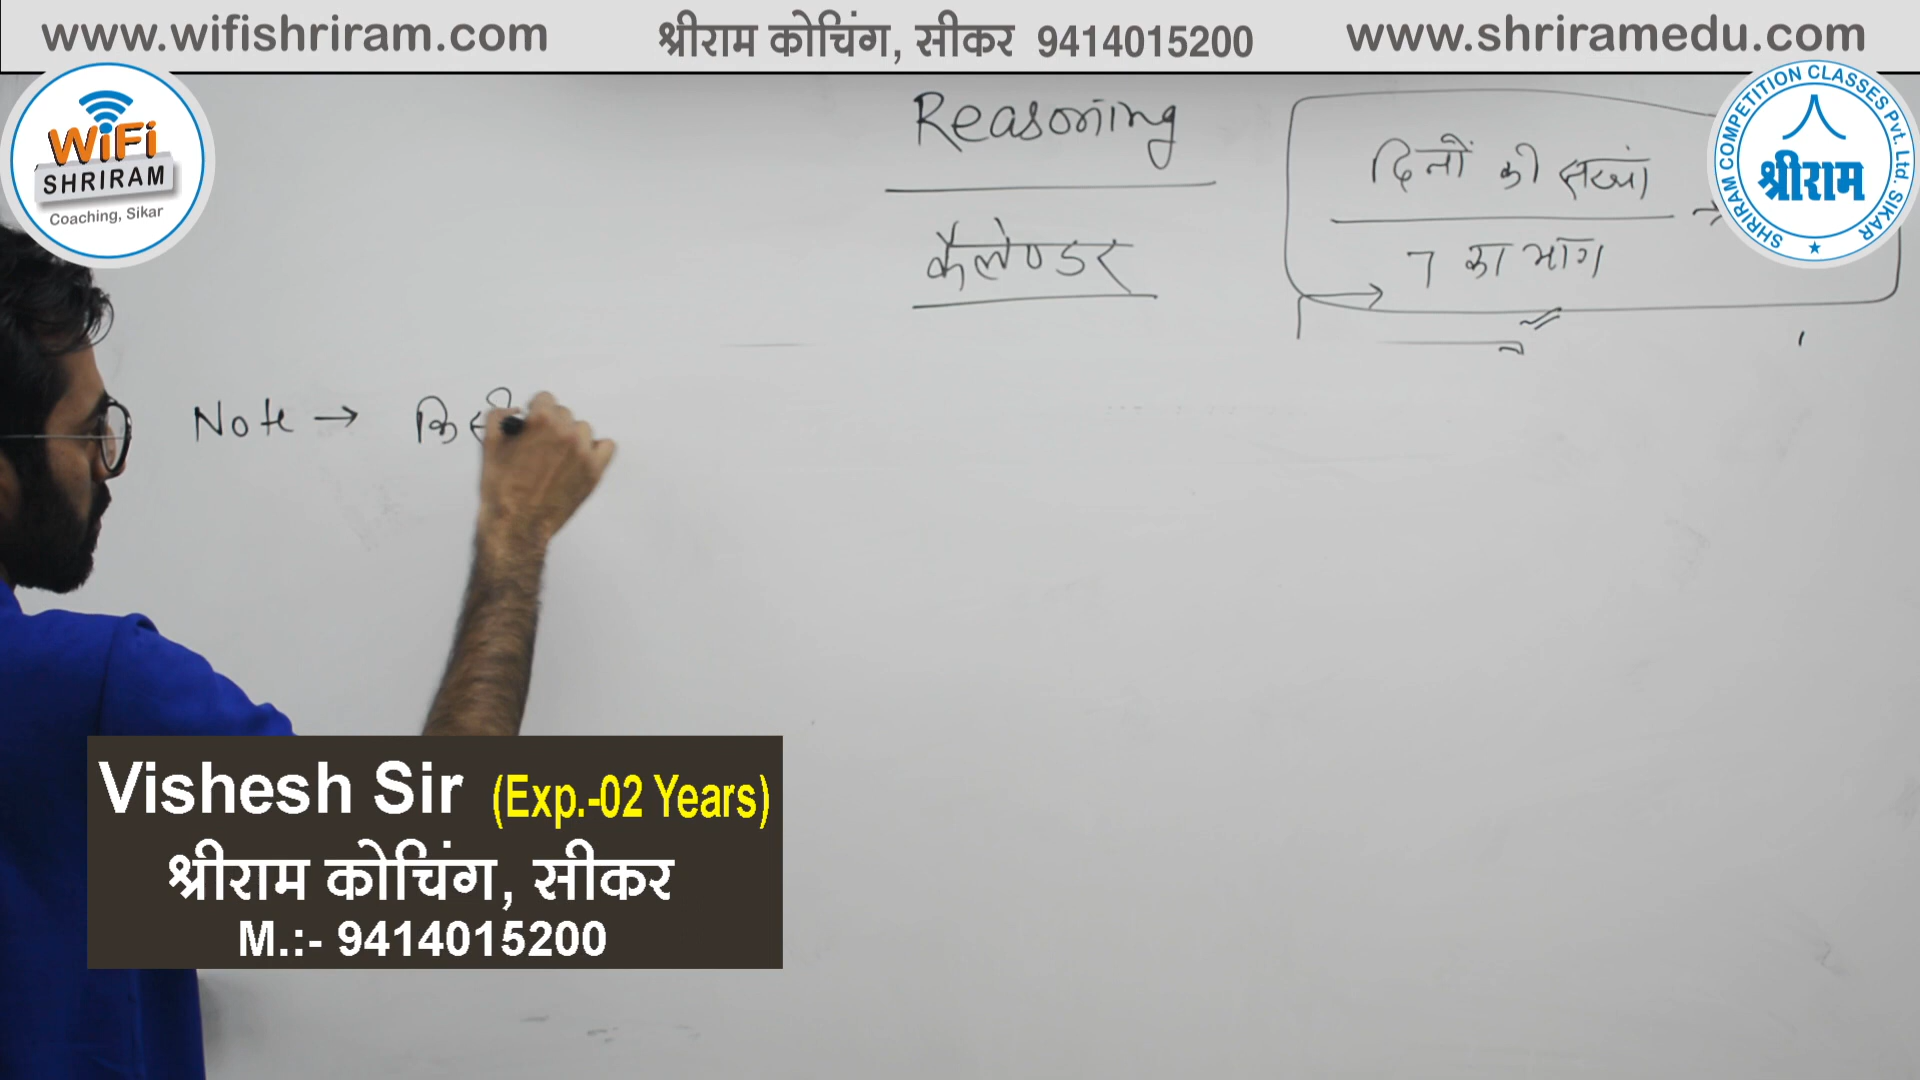 www.wifishriram.com
श्रीराम कोचिंग, सीकर 9414015200
www.shriramedu.com
WiFi
SHRIRAM
Coaching, Sikar
SHRIRAM COMPETITION CLASSES Pvt. Ltd. SIKAR
श्रीराम
Reasoning
कैलेण्डर
दिनों की
7 का भाग
Note →
Vishesh Sir (Exp.-02 Years)
श्रीराम कोचिंग, सीकर
M.:- 9414015200